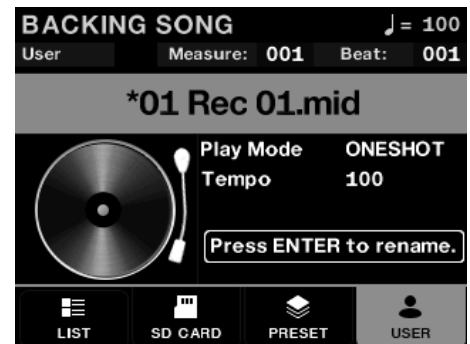 BACKING SONG ♩= 100
User Measure: 001 Beat: 001
*01 Rec 01.mid
Play Mode ONESHOT
Tempo 100
Press ENTER to rename.
LIST SD CARD PRESET USER